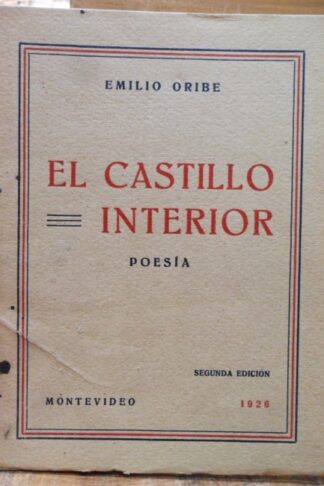 EMILIO ORIBE
EL CASTILLO
INTERIOR
POESÍA
SEGUNDA EDICIÓN
MONTEVIDEO 1926